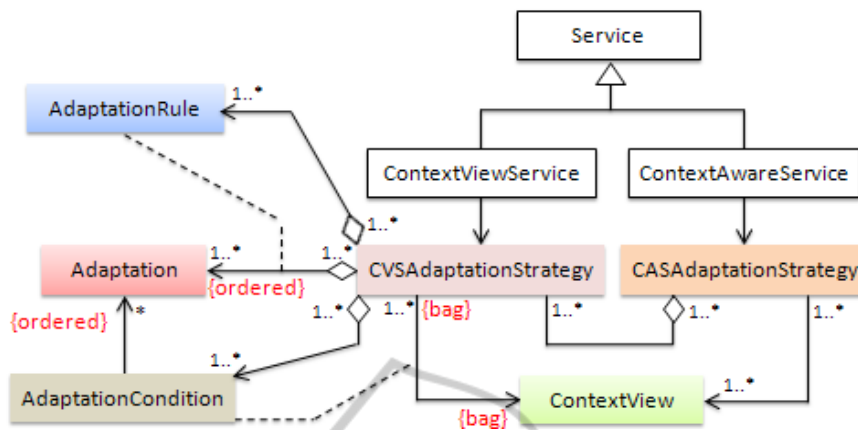 Service
1..*
AdaptationRule
ContextViewService
ContextAwareService
1..*
1..*
1..*
Adaptation
CVSAdaptationStrategy
CASAdaptationStrategy
{ordered}
{ordered}
*
1..*
1..*
{bag}
1..*
1..*
1..*
1..*
1..*
AdaptationCondition
ContextView
{bag}